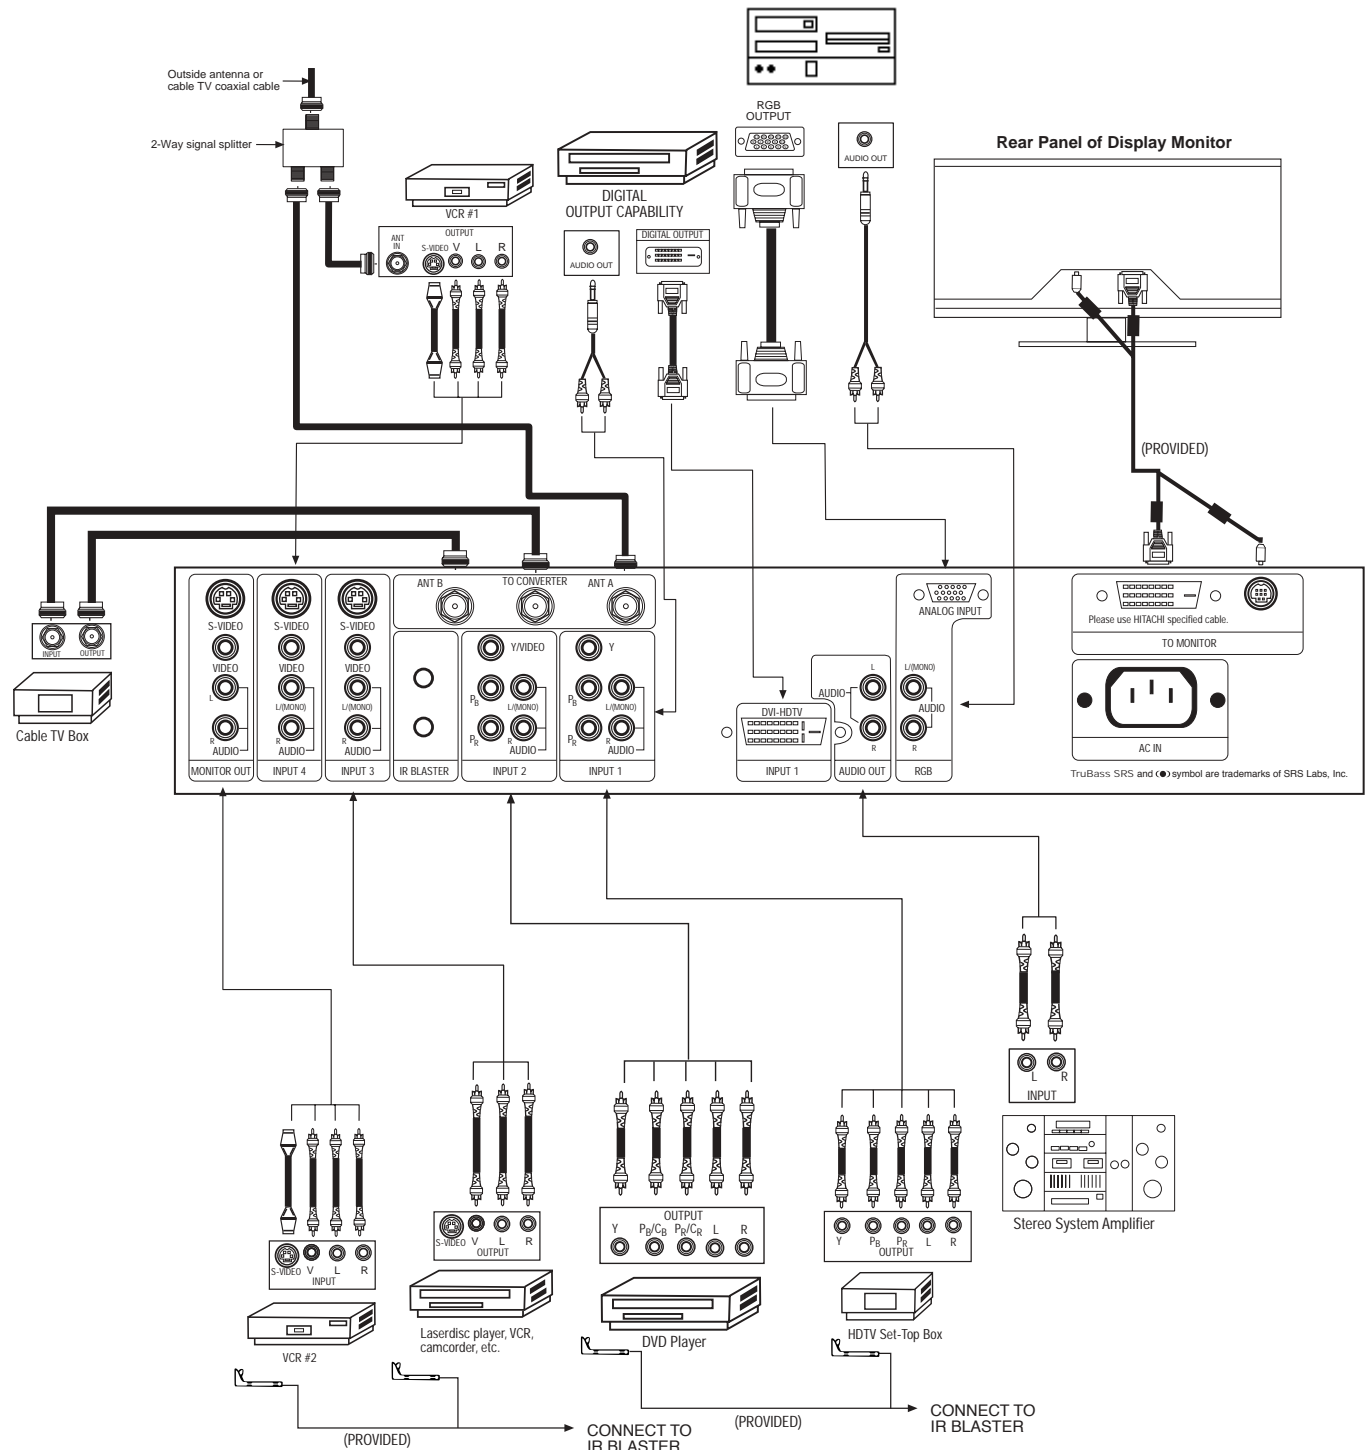 Outside antenna or
cable TV coaxial cable
2-Way signal splitter
VCR #1
OUTPUT
ANT
IN
S-VIDEO V L R
DIGITAL
OUTPUT CAPABILITY
AUDIO OUT
DIGITAL OUTPUT
RGB
OUTPUT
AUDIO OUT
Rear Panel of Display Monitor
(PROVIDED)
INPUT OUTPUT
Cable TV Box
ANT B TO CONVERTER ANT A
S-VIDEO S-VIDEO S-VIDEO
VIDEO VIDEO VIDEO
L L/(MONO) L/(MONO)
R R R
AUDIO AUDIO AUDIO
MONITOR OUT INPUT 4 INPUT 3 IR BLASTER
Y/VIDEO
PB L/(MONO)
PR R AUDIO
INPUT 2
Y
PB L/(MONO)
PR R AUDIO
INPUT 1
DVI-HDTV
INPUT 1
L
AUDIO
R
AUDIO OUT
ANALOG INPUT
L/(MONO)
AUDIO
R
RGB
Please use HITACHI specified cable.
TO MONITOR
AC IN
TruBass SRS and (●) symbol are trademarks of SRS Labs, Inc.
S-VIDEO V L R
INPUT
VCR #2
S-VIDEO V L R
OUTPUT
Laserdisc player, VCR,
camcorder, etc.
OUTPUT
Y PB/CB PR/CR L R
DVD Player
Y PB PR L R
OUTPUT
HDTV Set-Top Box
L R
INPUT
Stereo System Amplifier
(PROVIDED)
CONNECT TO
IR BLASTER
(PROVIDED)
CONNECT TO
IR BLASTER